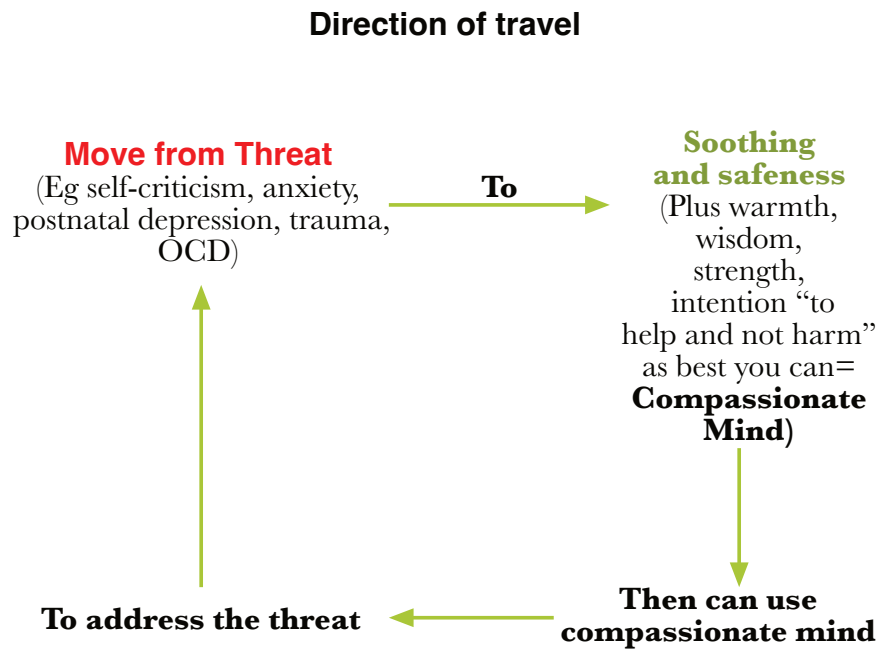 Direction of travel
Move from Threat
(Eg self-criticism, anxiety,
postnatal depression, trauma,
OCD)
To
Soothing
and safeness
(Plus warmth,
wisdom,
strength,
intention “to
help and not harm”
as best you can=
Compassionate
Mind)
Then can use
compassionate mind
To address the threat